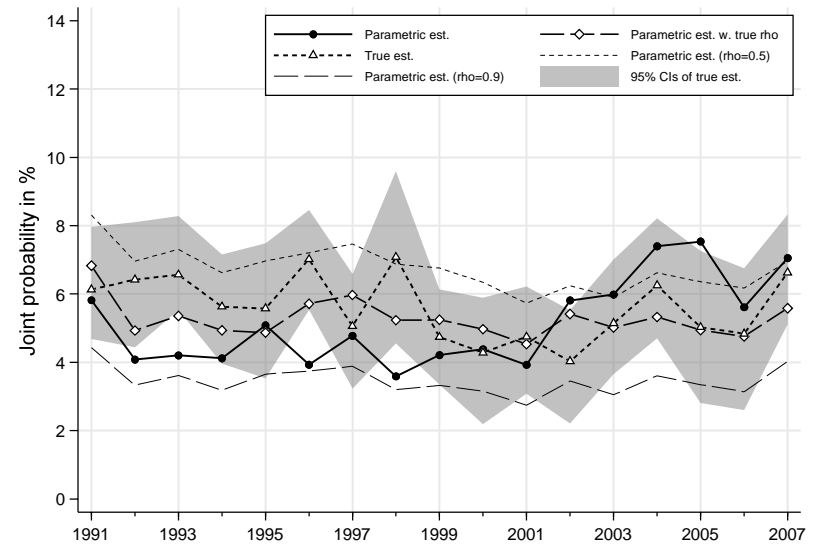 14
12
10
8
6
4
2
0
Joint probability in %
Parametric est.
Parametric est. w. true rho
True est.
Parametric est. (rho=0.5)
Parametric est. (rho=0.9)
95% CIs of true est.
1991 1993 1995 1997 1999 2001 2003 2005 2007